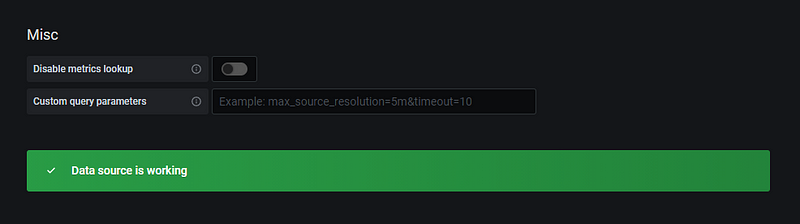 Misc
Disable metrics lookup
Custom query parameters Example: max_source_resolution=5m&timeout=10
Data source is working